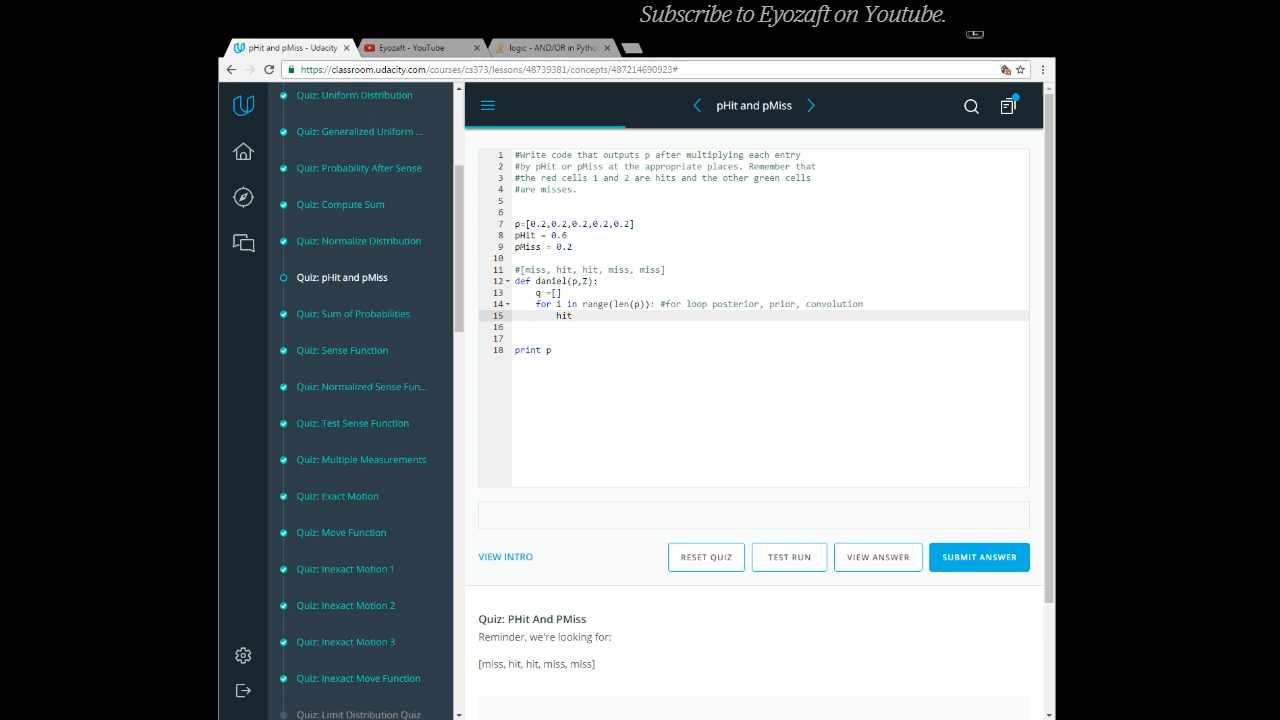 Subscribe to Eyozaft on Youtube.
pHit and pMiss - Udacity
Eyozaft - YouTube
logic - AND/OR in Pytho
https://classroom.udacity.com/courses/cs373/lessons/48739381/concepts/487214690923#
Quiz: Uniform Distribution
Quiz: Generalized Uniform ...
Quiz: Probability After Sense
Quiz: Compute Sum
Quiz: Normalize Distribution
Quiz: pHit and pMiss
Quiz: Sum of Probabilities
Quiz: Sense Function
Quiz: Normalized Sense Fun...
Quiz: Test Sense Function
Quiz: Multiple Measurements
Quiz: Exact Motion
Quiz: Move Function
Quiz: Inexact Motion 1
Quiz: Inexact Motion 2
Quiz: Inexact Motion 3
Quiz: Inexact Move Function
Quiz: Limit Distribution Quiz
pHit and pMiss
1 #Write code that outputs p after multiplying each entry
2 #by pHit or pMiss at the appropriate places. Remember that
3 #the red cells 1 and 2 are hits and the other green cells
4 #are misses.
5
6
7 p=[0.2,0.2,0.2,0.2,0.2]
8 pHit = 0.6
9 pMiss = 0.2
10
11 #[miss, hit, hit, miss, miss]
12 def daniel(p,Z):
13 q =[]
14 for i in range(len(p)): #for loop posterior, prior, convolution
15 hit
16
17
18 print p
VIEW INTRO
RESET QUIZ
TEST RUN
VIEW ANSWER
SUBMIT ANSWER
Quiz: PHit And PMiss
Reminder, we're looking for:
[miss, hit, hit, miss, miss]